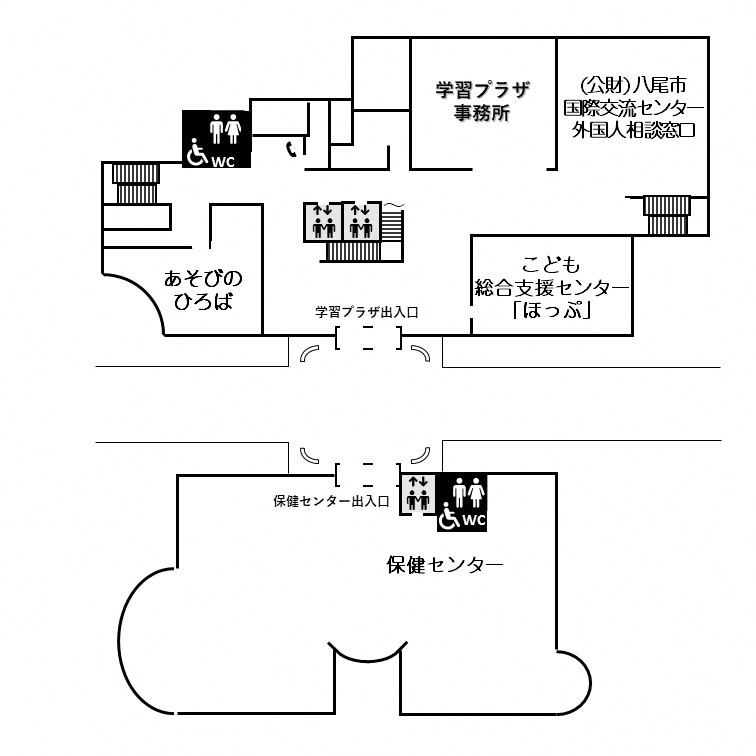 学習プラザ
事務所
(公財)八尾市
国際交流センター
外国人相談窓口
WC
あそびの
ひろば
こども
総合支援センター
「ほっぷ」
学習プラザ出入口
保健センター出入口
WC
保健センター